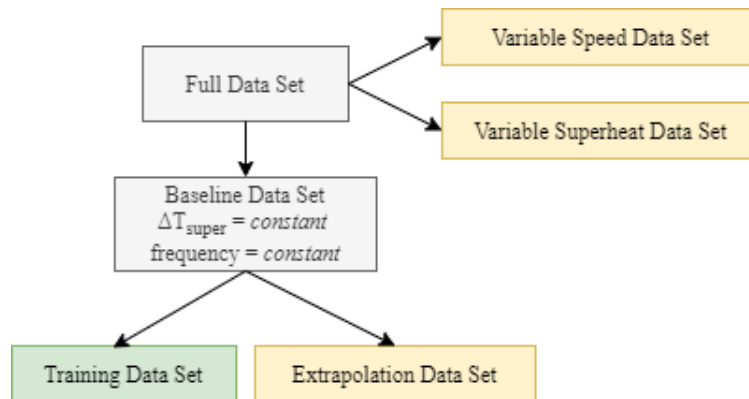 Variable Speed Data Set
Full Data Set
Variable Superheat Data Set
Baseline Data Set
ΔTsuper = constant
frequency = constant
Training Data Set
Extrapolation Data Set